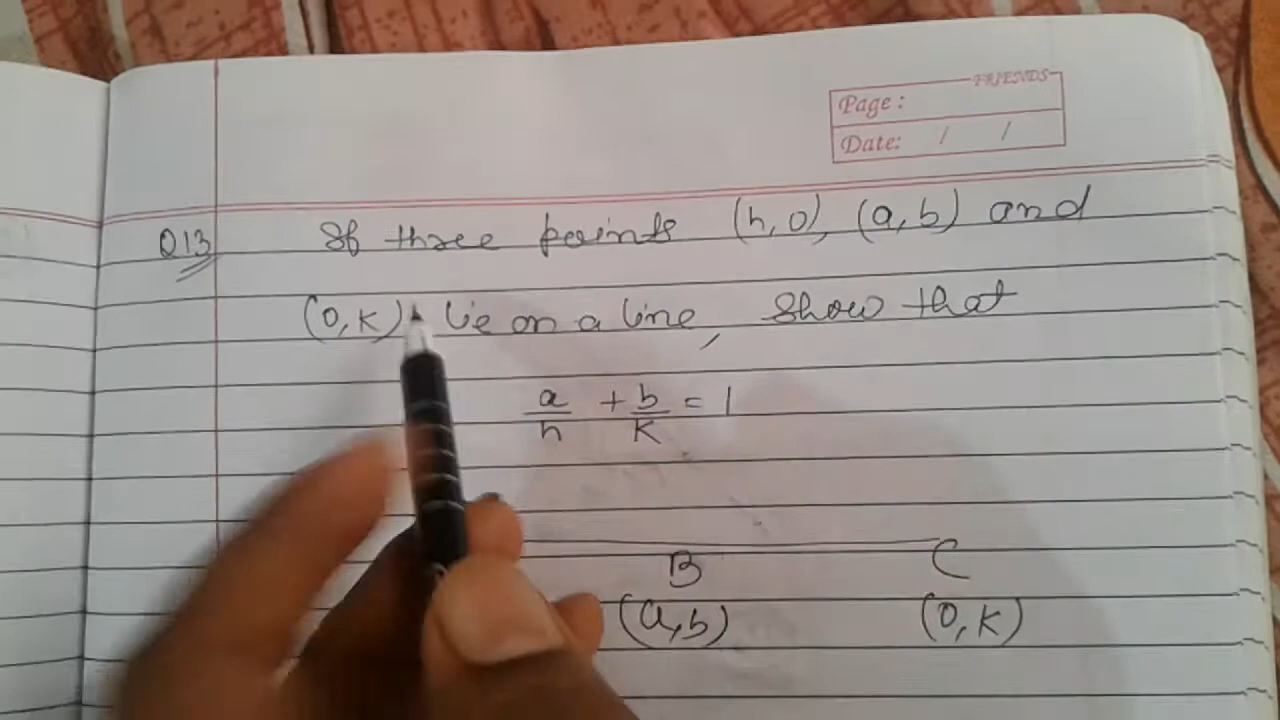 FRIENDS
Page :
Date: / /
Q13 If three points (h,0), (a,b) and
(0,k) lie on a line, Show that
a/h + b/k = 1
B C
(a,b) (0,k)